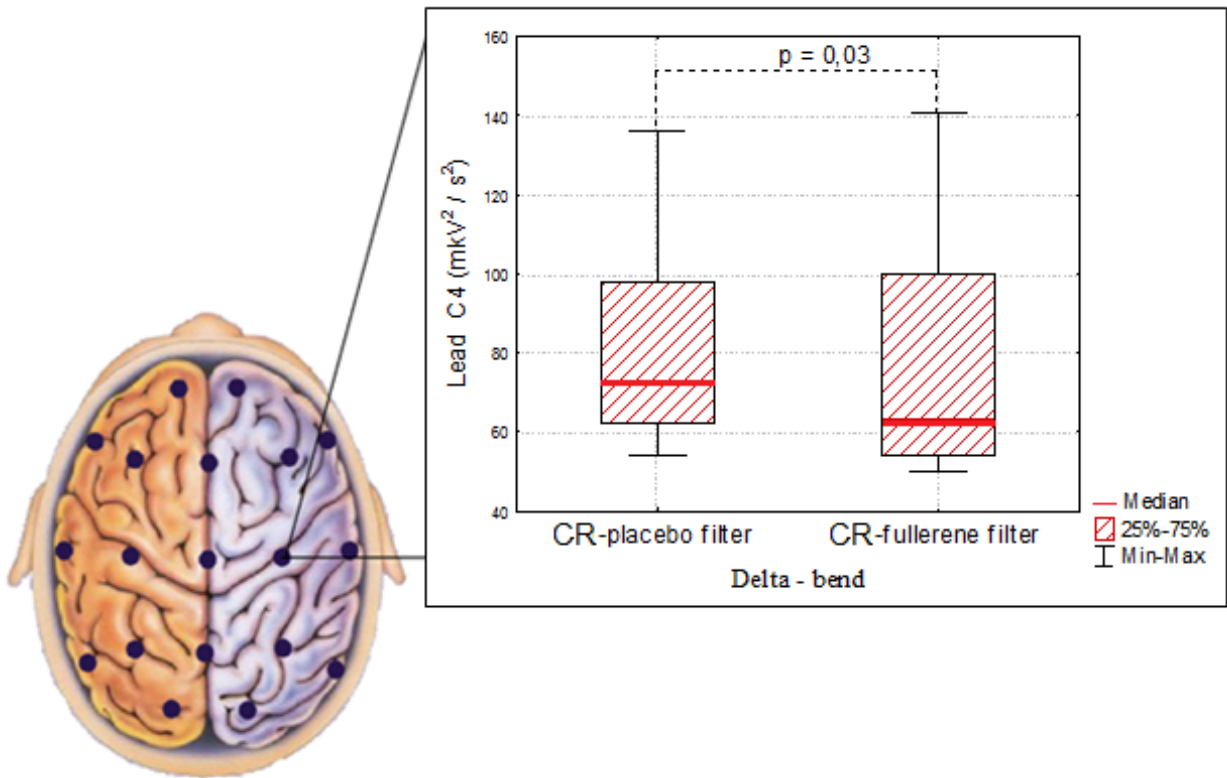 160
p = 0,03
140
120
100
80
60
40
Lead C4 (mkV² / s²)
CR-placebo filter
CR-fullerene filter
Delta - bend
Median
25%-75%
Min-Max